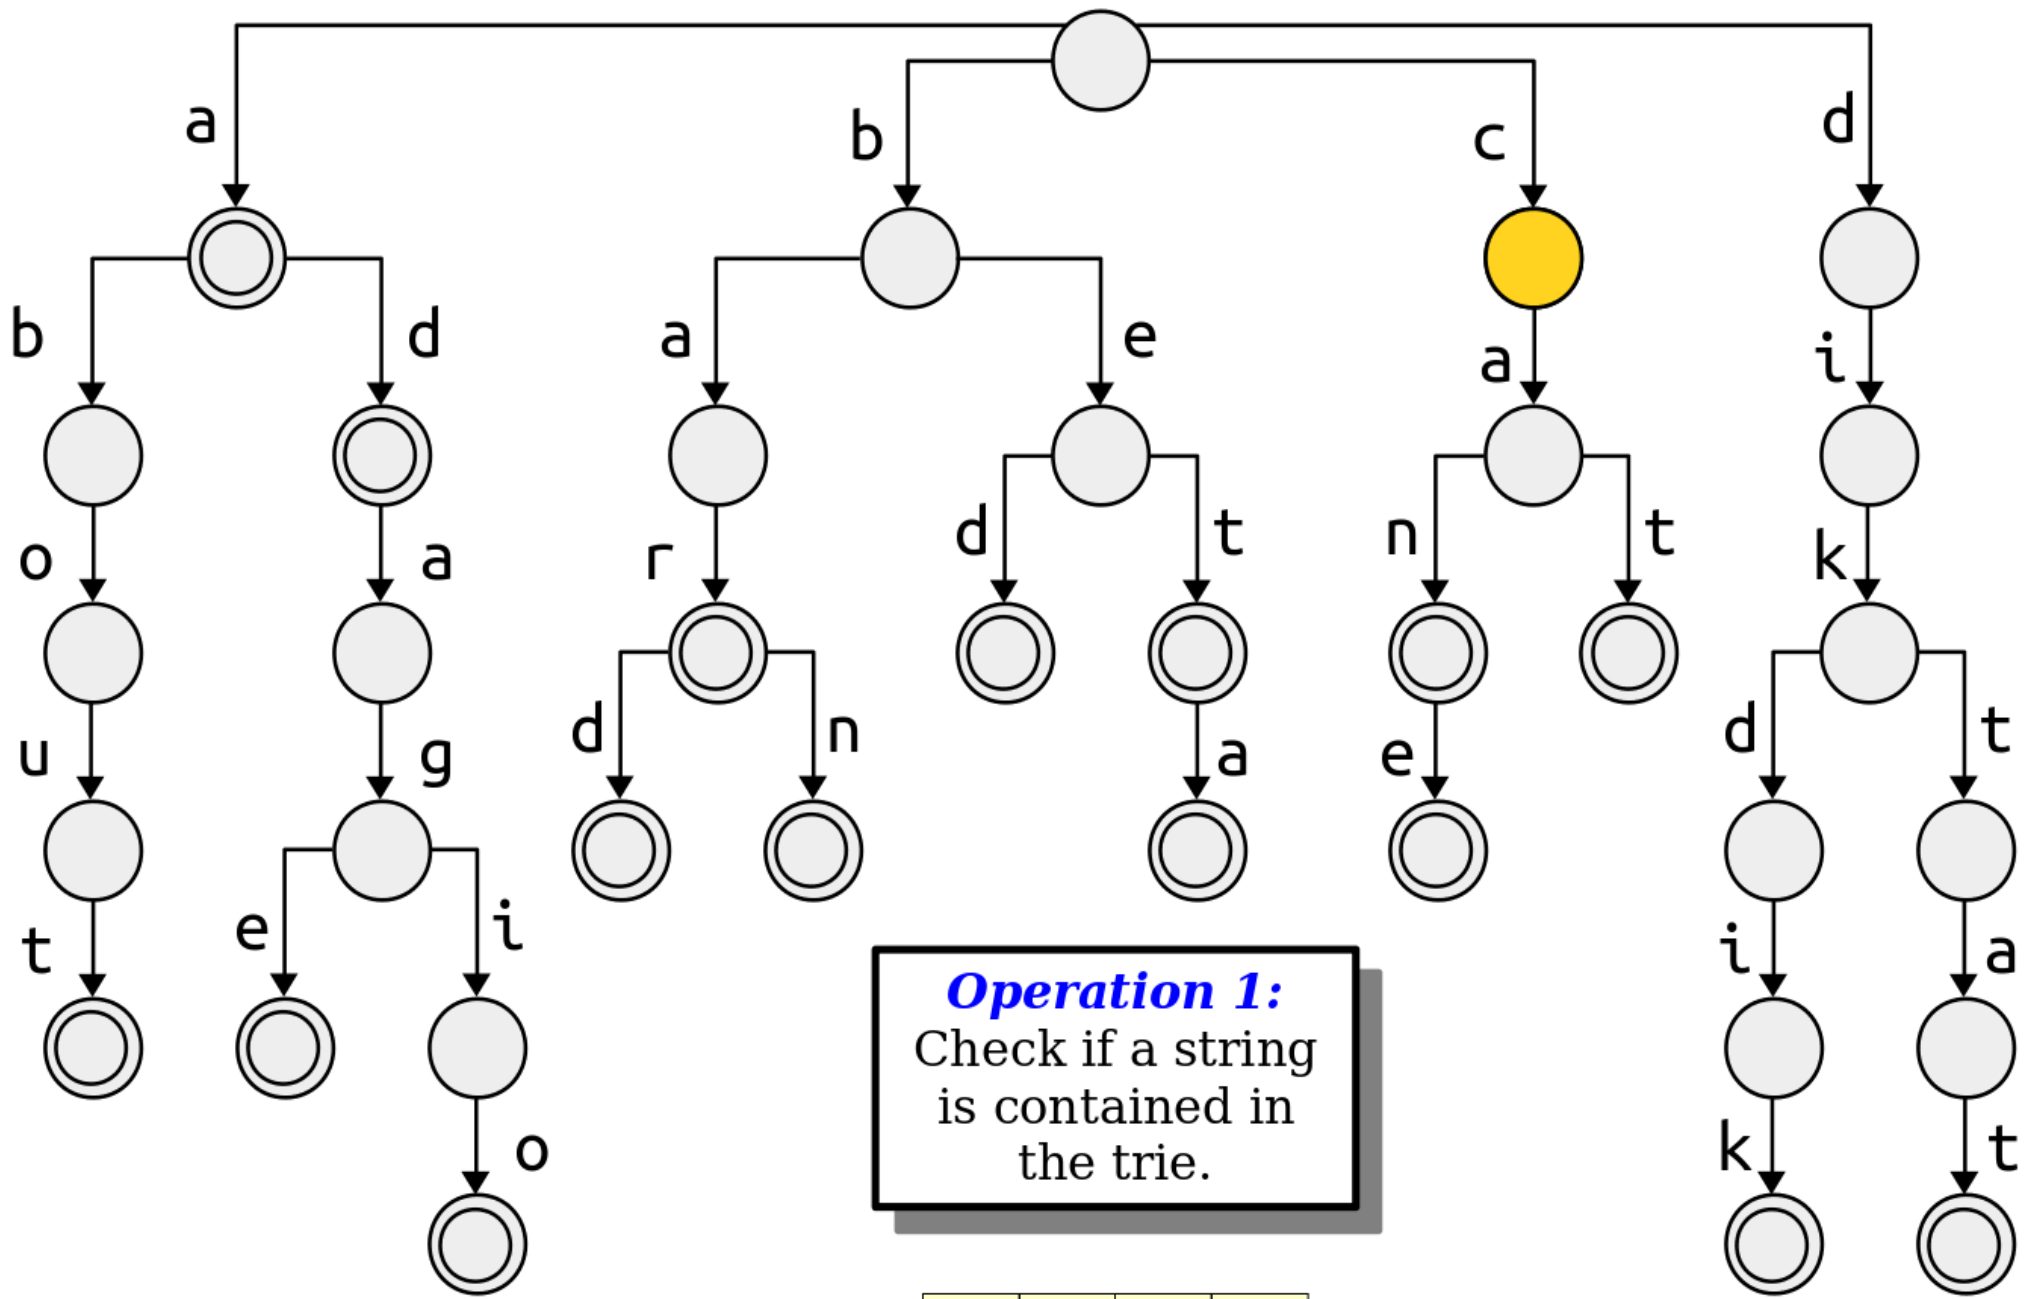 a
b
c
d
b
d
a
e
a
i
o
a
r
d
t
n
t
k
u
g
d
n
a
e
d
t
t
e
i
i
a
o
k
t
Operation 1:
Check if a string
is contained in
the trie.